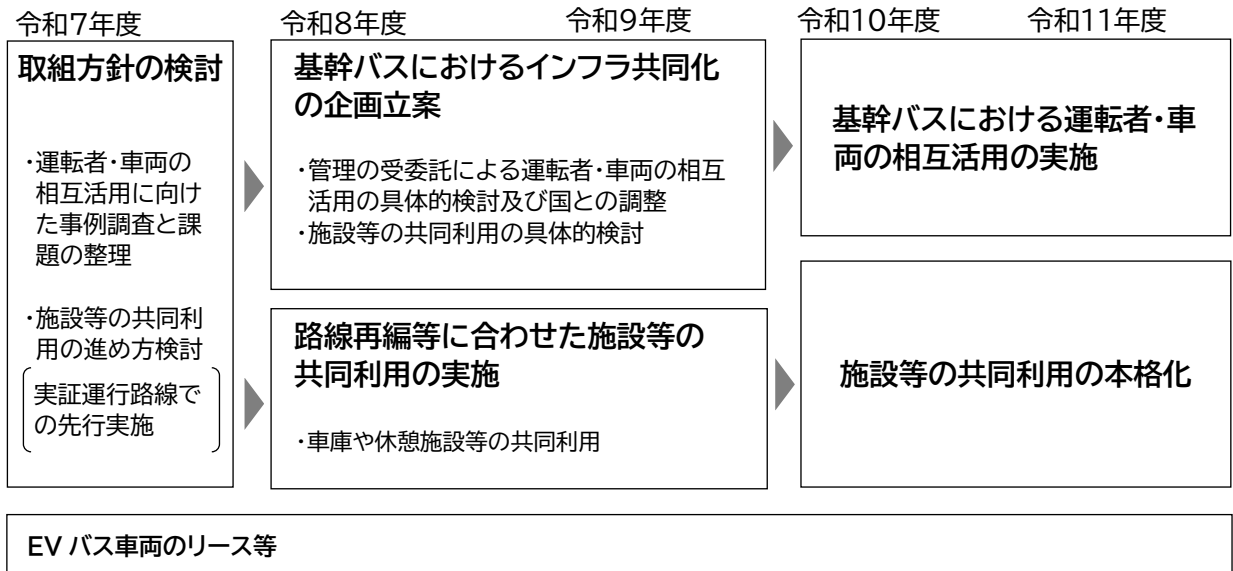 令和7年度
令和8年度
令和9年度
令和10年度
令和11年度
取組方針の検討
・運転者・車両の
相互活用に向け
た事例調査と課
題の整理
・施設等の共同利
用の進め方検討
実証運行路線で
の先行実施
基幹バスにおけるインフラ共同化
の企画立案
・管理の受委託による運転者・車両の相互
活用の具体的検討及び国との調整
・施設等の共同利用の具体的検討
路線再編等に合わせた施設等の
共同利用の実施
・車庫や休憩施設等の共同利用
基幹バスにおける運転者・車
両の相互活用の実施
施設等の共同利用の本格化
EV バス車両のリース等